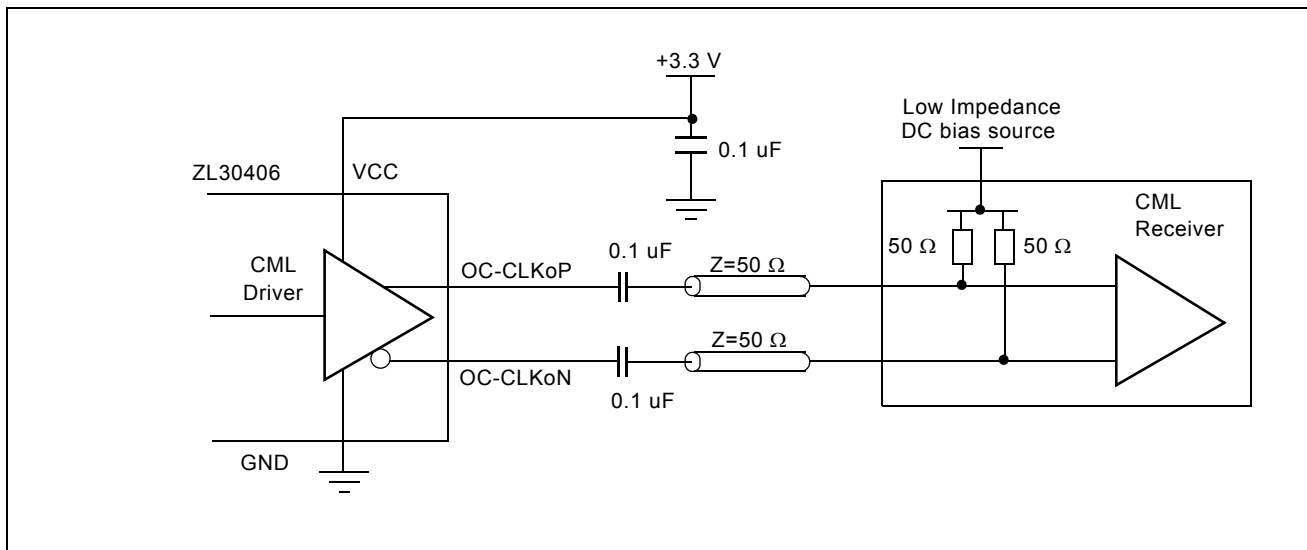 +3.3 V
Low Impedance
DC bias source
0.1 uF
ZL30406
VCC
CML
Receiver
50 Ω
50 Ω
0.1 uF
Z=50 Ω
CML
Driver
OC-CLKoP
Z=50 Ω
OC-CLKoN
0.1 uF
GND